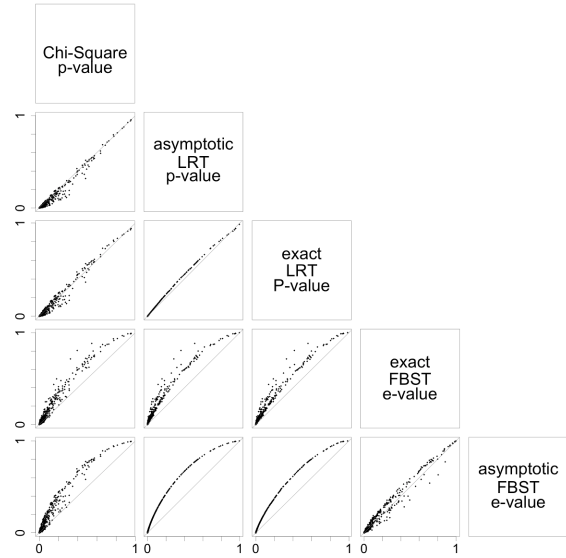 Chi-Square
p-value
1
0
asymptotic
LRT
p-value
1
0
exact
LRT
P-value
1
0
exact
FBST
e-value
1
0
asymptotic
FBST
e-value
0 1 0 1 0 1 0 1